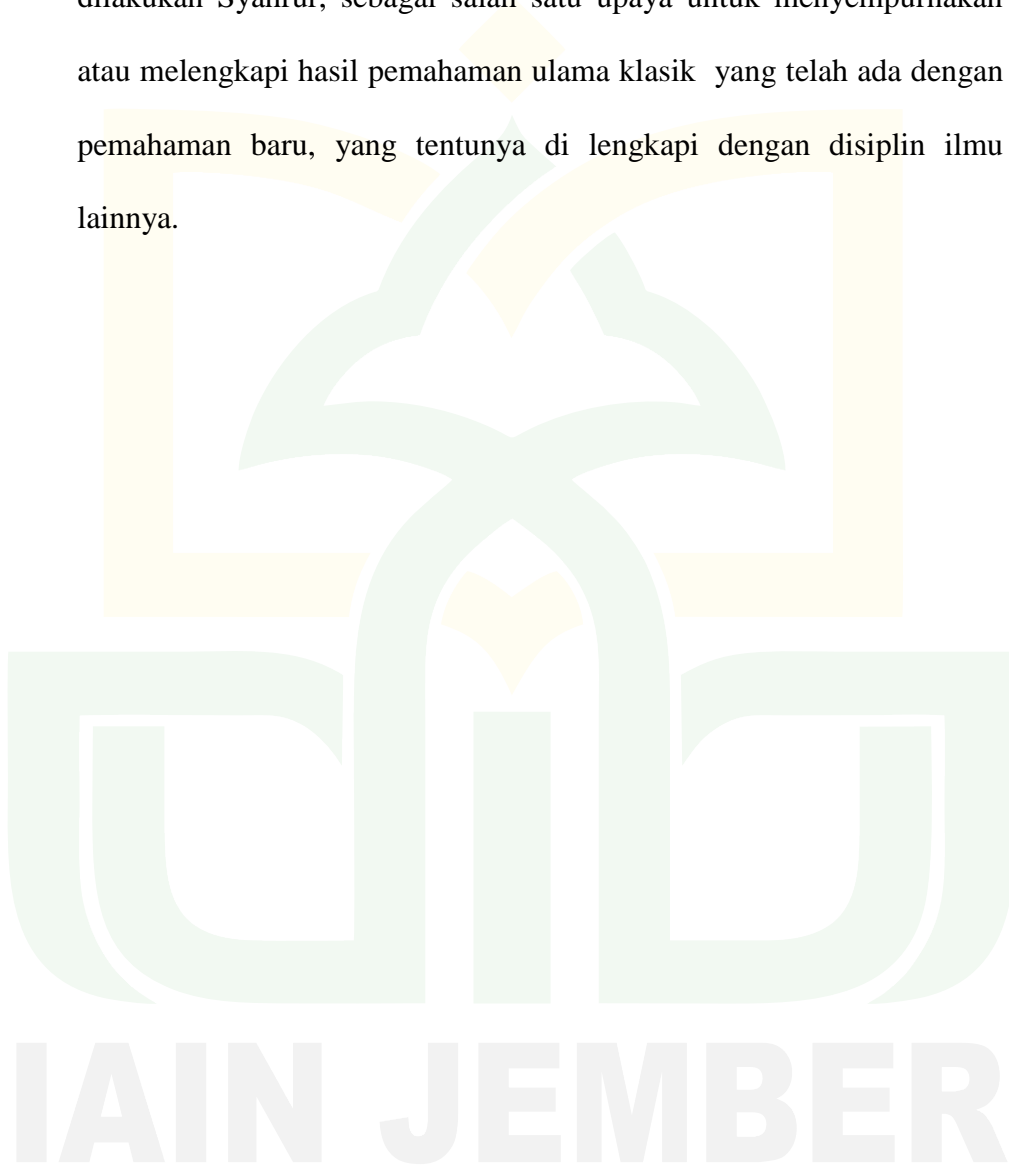 dilakukan Syahrur, sebagai salah satu upaya untuk menyempurnakan
atau melengkapi hasil pemahaman ulama klasik yang telah ada dengan
pemahaman baru, yang tentunya di lengkapi dengan disiplin ilmu
lainnya.
IAIN JEMBER